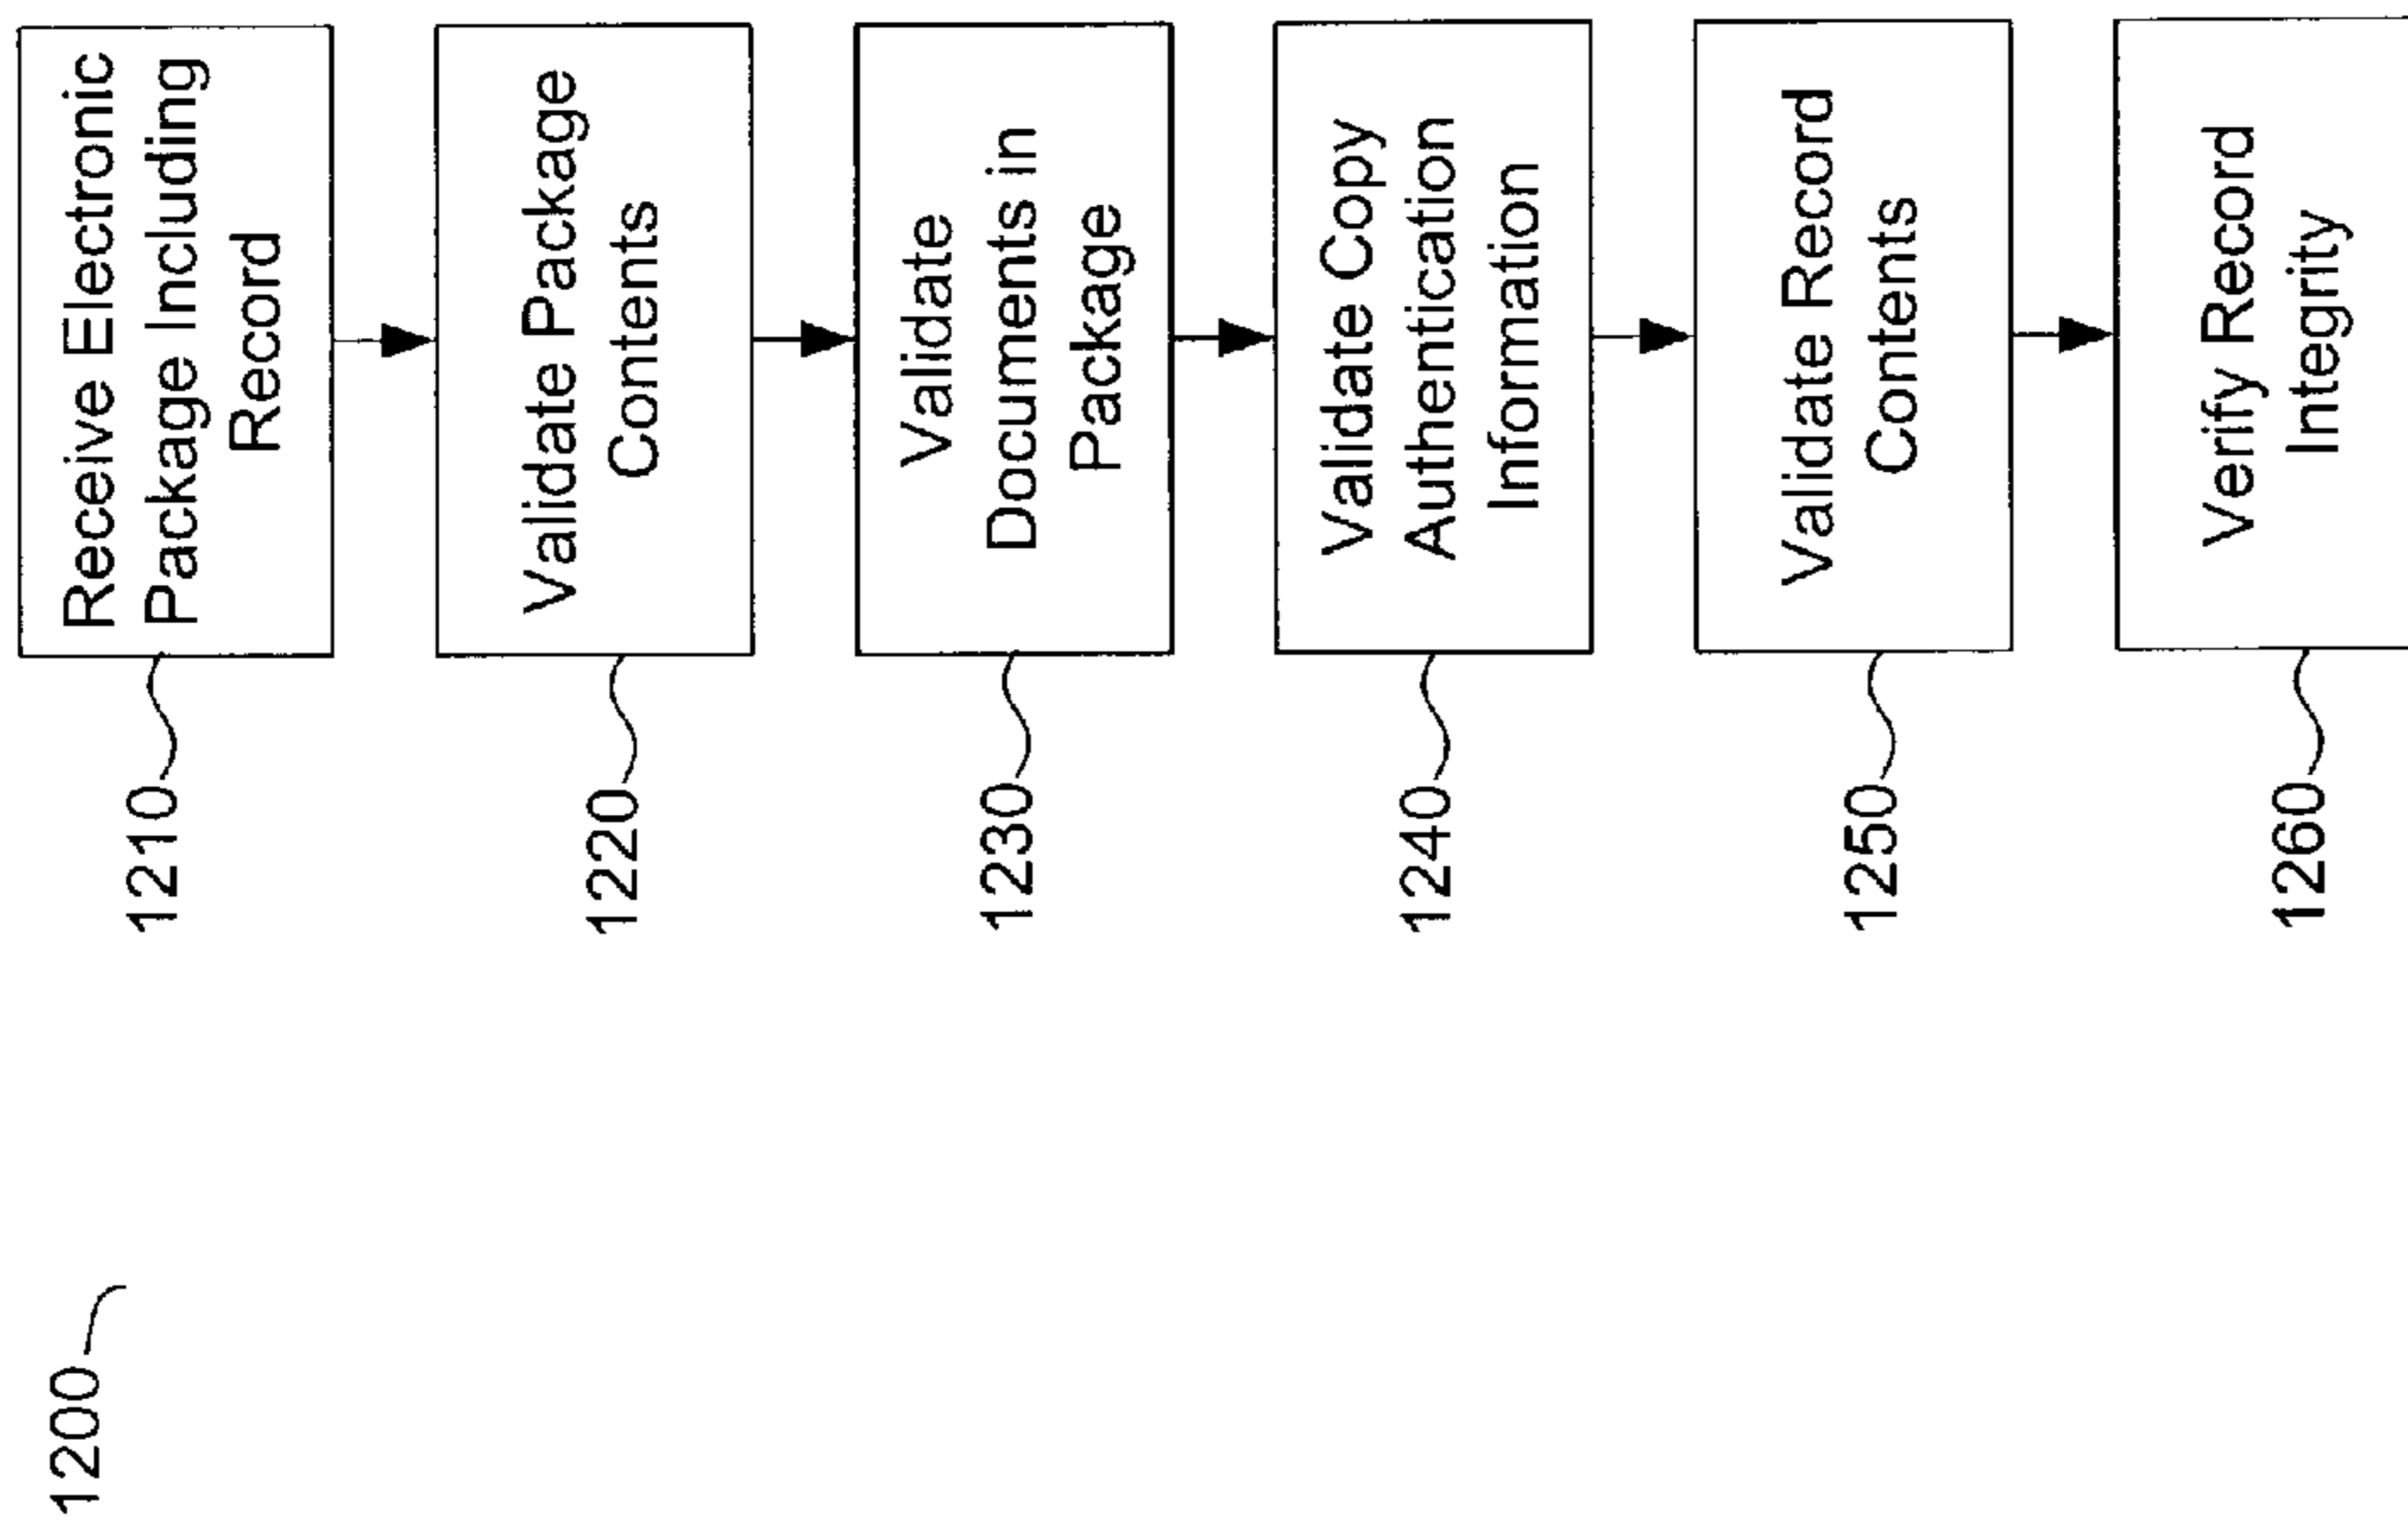 1200
1210
Receive Electronic
Package Including
Record
1220
Validate Package
Contents
1230
Validate
Documents in
Package
1240
Validate Copy
Authentication
Information
1250
Validate Record
Contents
1260
Verify Record
Integrity